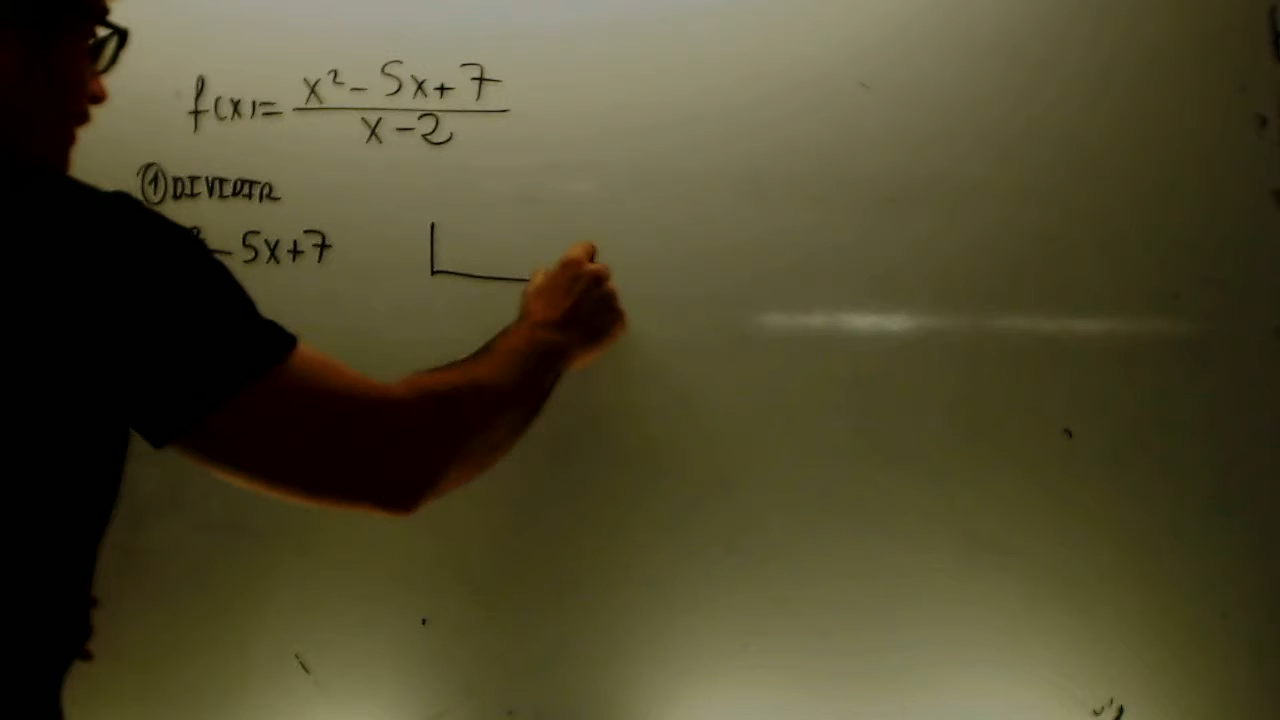 f(x)= x² - 5x + 7
x - 2
① DIVIDIR
- 5x+7